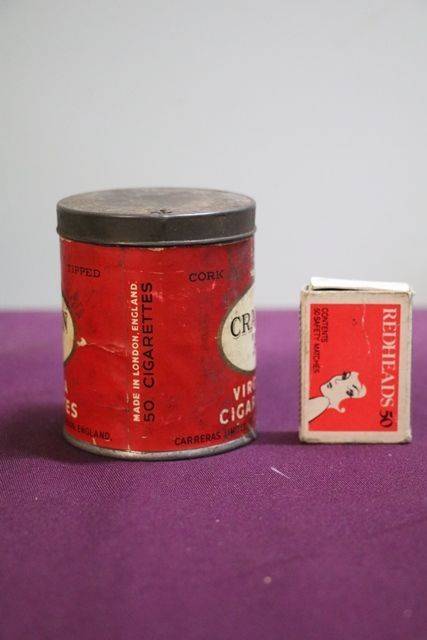 TIPPED
ES
ENGLAND.
MADE IN LONDON, ENGLAND.
50 CIGARETTES
CORK
CRA
VIR
CIGA
CARRERAS LIMITE
REDHEADS 50
CONTENTS
50 SAFETY MATCHES